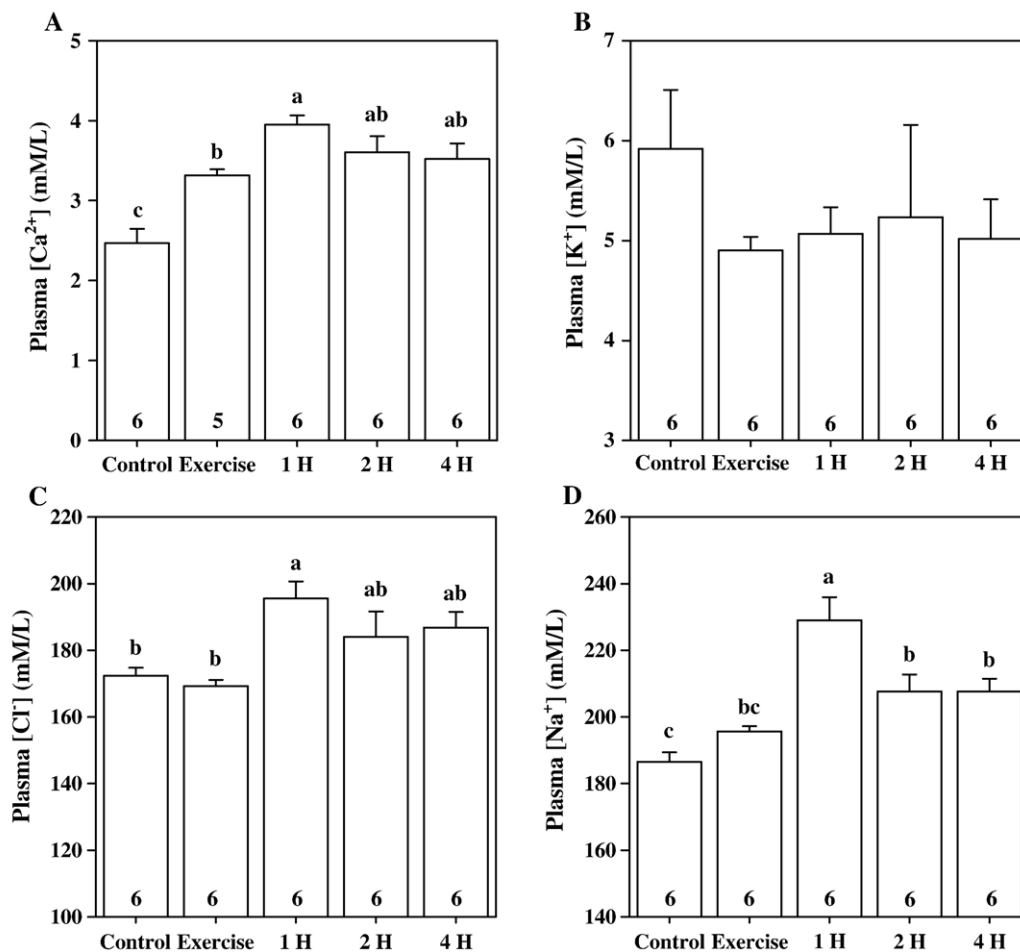 A
Plasma [Ca²⁺] (mM/L)
5
4
3
2
1
0
c
b
a
ab
ab
6
5
6
6
6
Control Exercise 1 H 2 H 4 H
B
Plasma [K⁺] (mM/L)
7
6
5
4
3
6
6
6
6
6
Control Exercise 1 H 2 H 4 H
C
Plasma [Cl⁻] (mM/L)
220
200
180
160
140
120
100
b
b
a
ab
ab
6
6
6
6
6
Control Exercise 1 H 2 H 4 H
D
Plasma [Na⁺] (mM/L)
260
240
220
200
180
160
140
c
bc
a
b
b
6
6
6
6
6
Control Exercise 1 H 2 H 4 H